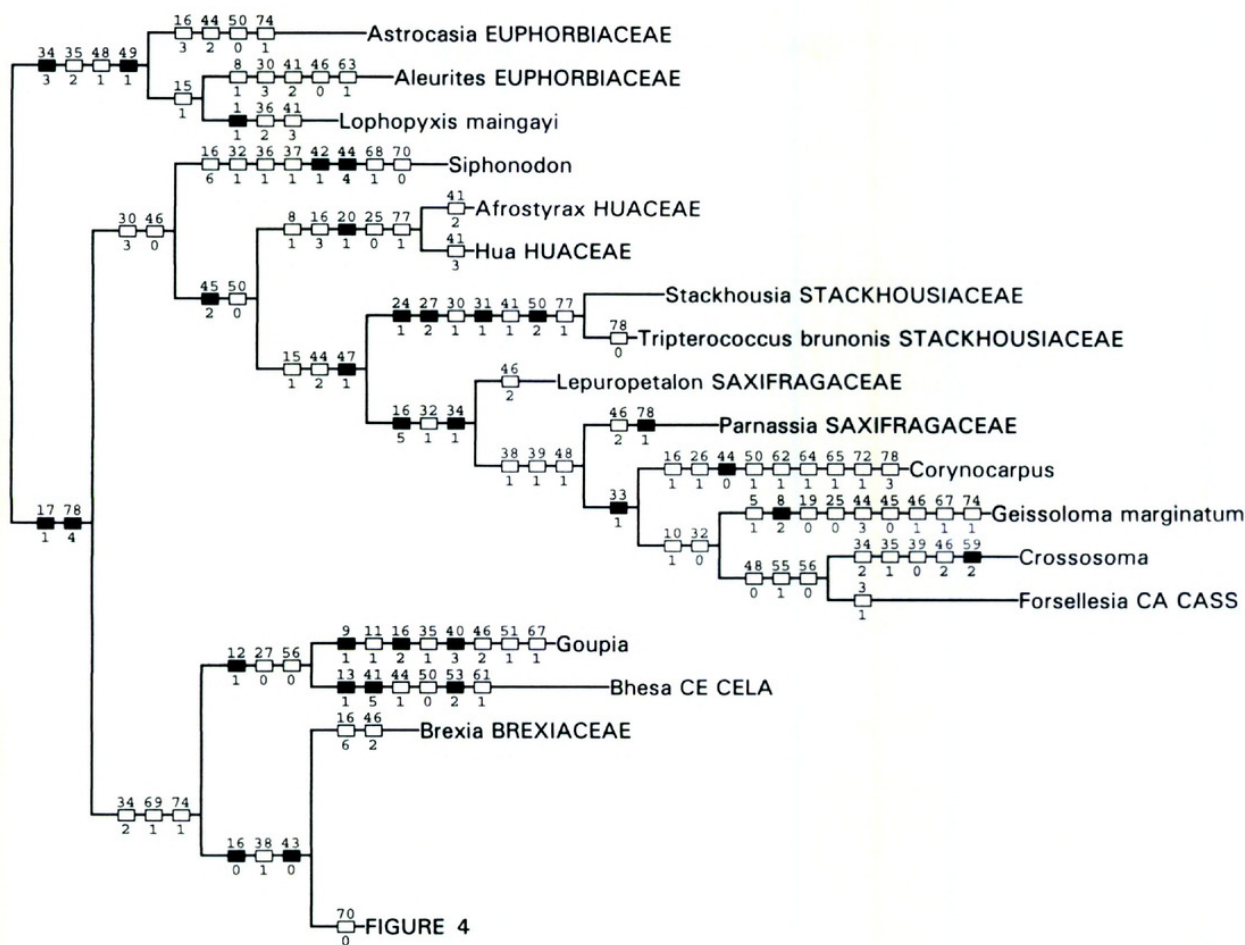 16 44 50 74
3 2 0 1
Astrocasia EUPHORBIACEAE
34 35 48 49
3 2 1 1
8 30 41 46 63
1 3 2 0 1
Aleurites EUPHORBIACEAE
15
1
1 36 41
1 2 3
Lophopyxis maingayi
16 32 36 37 42 44 68 70
6 1 1 1 1 4 1 0
Siphonodon
41
2
Afrostyrax HUACEAE
30 46
3 0
8 16 20 25 77
1 3 1 0 1
41
3
Hua HUACEAE
45 50
2 0
24 27 30 31 41 50 77
1 2 1 1 1 2 1
Stackhousia STACKHOUSIACEAE
78
0
Tripterococcus brunonis STACKHOUSIACEAE
15 44 47
1 2 1
46
2
Lepuropetalon SAXIFRAGACEAE
16 32 34
5 1 1
46 78
2 1
Parnassia SAXIFRAGACEAE
38 39 48
1 1 1
16 26 44 50 62 64 65 72 78
1 1 0 1 1 1 1 1 3
Corynocarpus
33
1
5 8 19 25 44 45 46 67 74
1 2 0 0 3 0 1 1 1
Geissoloma marginatum
17 78
1 4
10 32
1 0
34 35 39 46 59
2 1 0 2 2
Crossosoma
48 55 56
0 1 0
3
1
Forsellesia CA CASS
9 11 16 35 40 46 51 67
1 1 2 1 3 2 1 1
Goupia
12 27 56
1 0 0
13 41 44 50 53 61
1 5 1 0 2 1
Bhesa CE CELA
16 46
6 2
Brexia BREXIACEAE
34 69 74
2 1 1
16 38 43
0 1 0
70
0
FIGURE 4